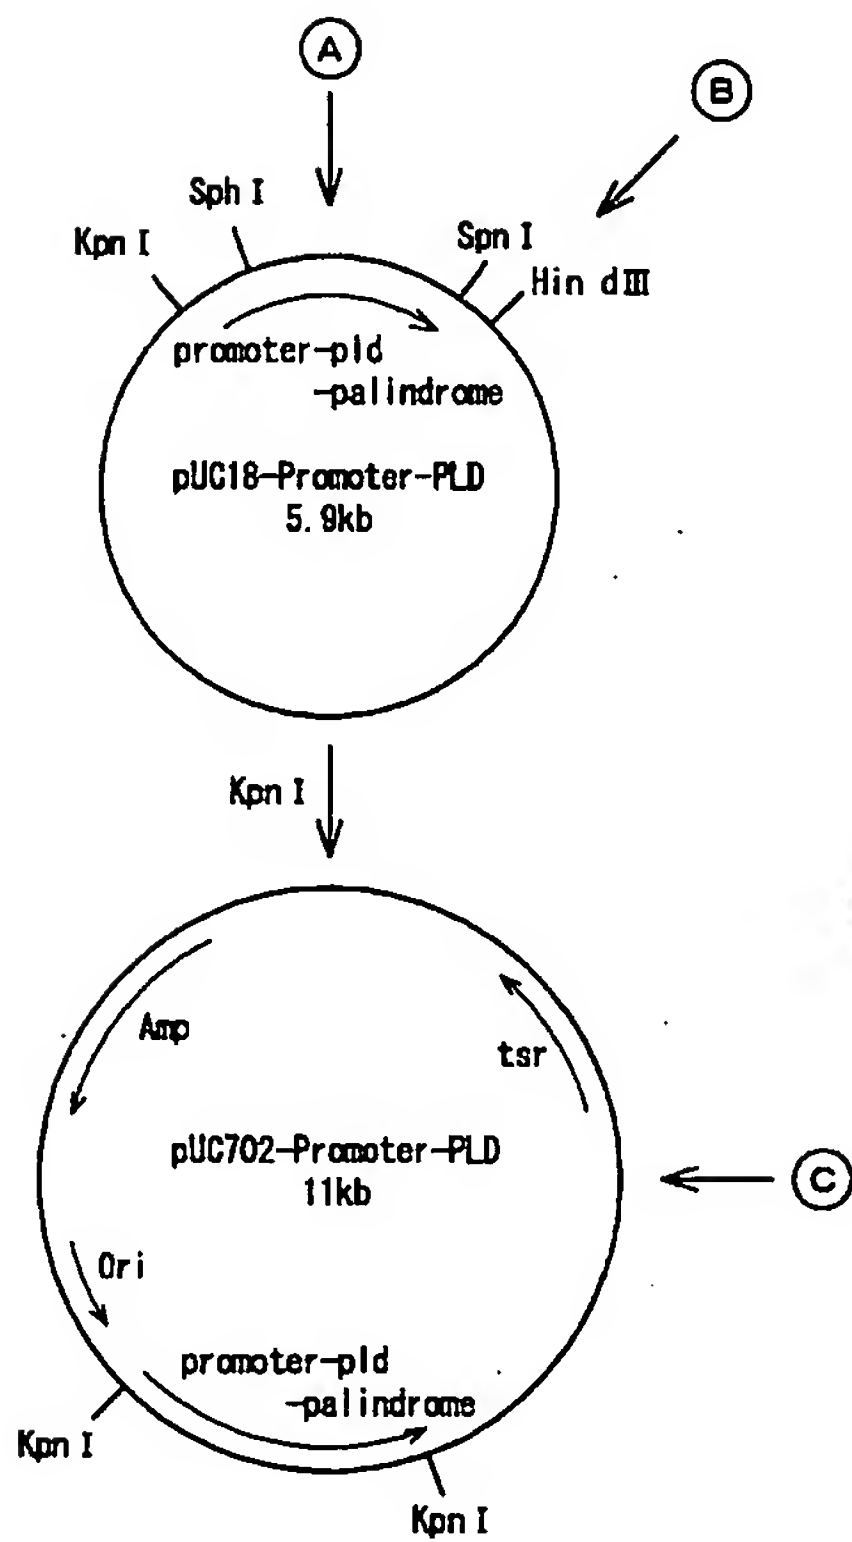 A
B
Sph I
Kpn I
Spn I
Hin dIII
promoter-pld
-palindrome
pUC18-Promoter-PLD
5.9kb
Kpn I
Amp
tsr
pUC702-Promoter-PLD
11kb
C
Ori
promoter-pld
-palindrome
Kpn I
Kpn I